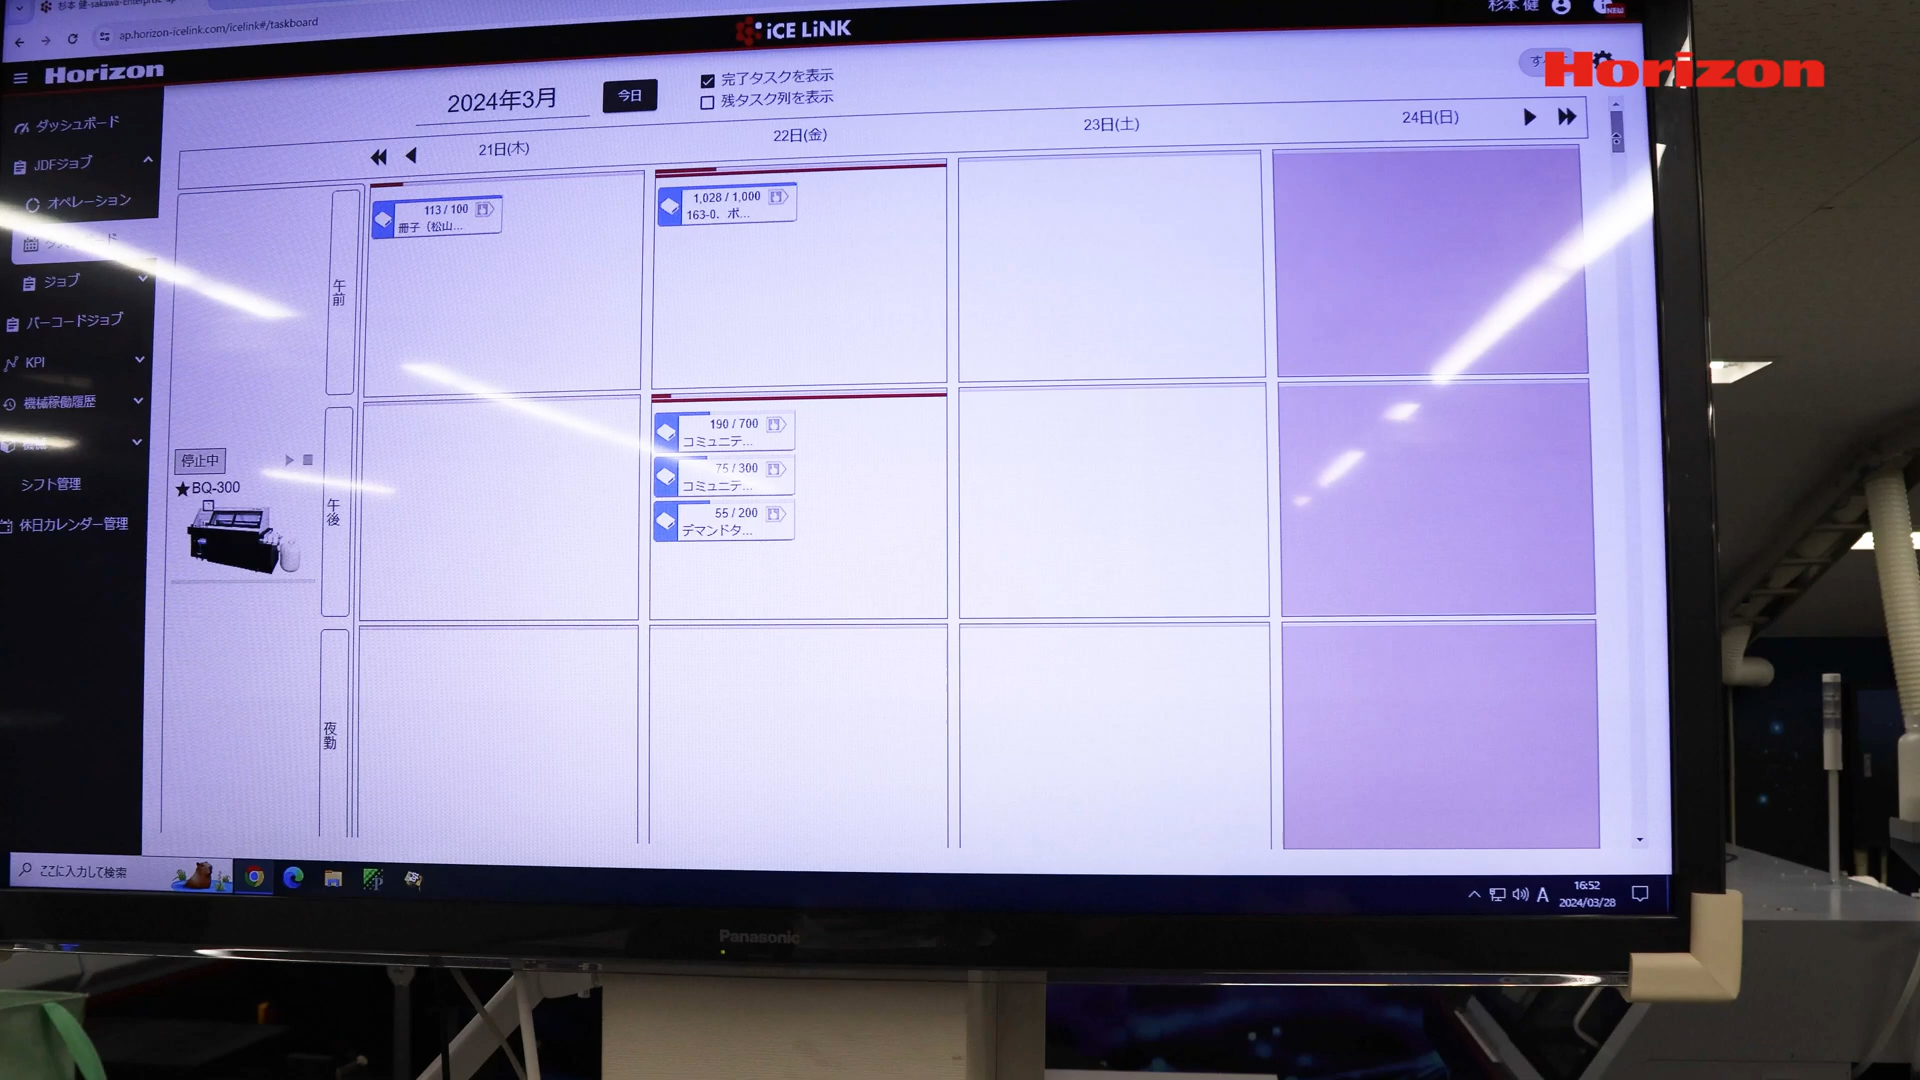 杉本 健-sakawa-Enterprise-ap
ap.horizon-icelink.com/icelink#/taskboard
iCE LiNK
杉本 健
NEW
Horizon
Horizon
2024年3月
今日
完了タスクを表示
残タスク列を表示
21日(木)
22日(金)
23日(土)
24日(日)
ダッシュボード
JDFジョブ
オペレーション
ジョブ
バーコードジョブ
KPI
機械稼働履歴
シフト管理
休日カレンダー管理
停止中
★BQ-300
午前
午後
夜勤
113 / 100
冊子（松山...
1,028 / 1,000
163-0．ポ...
190 / 700
コミュニテ...
75 / 300
コミュニテ...
55 / 200
デマンドタ...
ここに入力して検索
A
16:52
2024/03/28
Panasonic